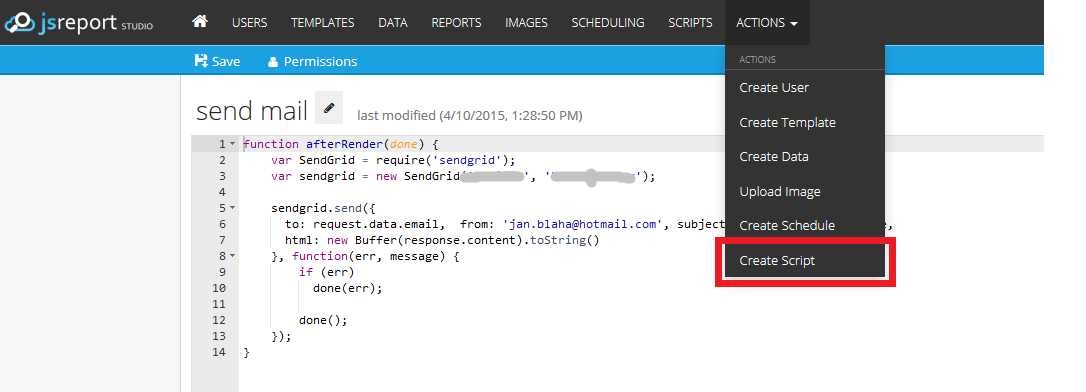 jsreport STUDIO USERS TEMPLATES DATA REPORTS IMAGES SCHEDULING SCRIPTS ACTIONS
Save Permissions
ACTIONS
Create User
Create Template
Create Data
Upload Image
Create Schedule
Create Script
send mail last modified (4/10/2015, 1:28:50 PM)
1 function afterRender(done) {
2 var SendGrid = require('sendgrid');
3 var sendgrid = new SendGrid( ', ' ');
4
5 sendgrid.send({
6 to: request.data.email, from: 'jan.blaha@hotmail.com', subject
7 html: new Buffer(response.content).toString()
8 }, function(err, message) {
9 if (err)
10 done(err);
11
12 done();
13 });
14 }